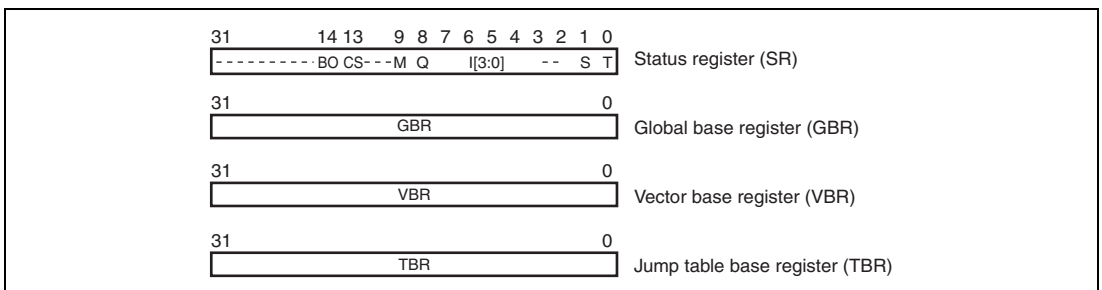 31 14 13 9 8 7 6 5 4 3 2 1 0
---------- BO CS---M Q I[3:0] -- S T Status register (SR)
31 0
GBR Global base register (GBR)
31 0
VBR Vector base register (VBR)
31 0
TBR Jump table base register (TBR)